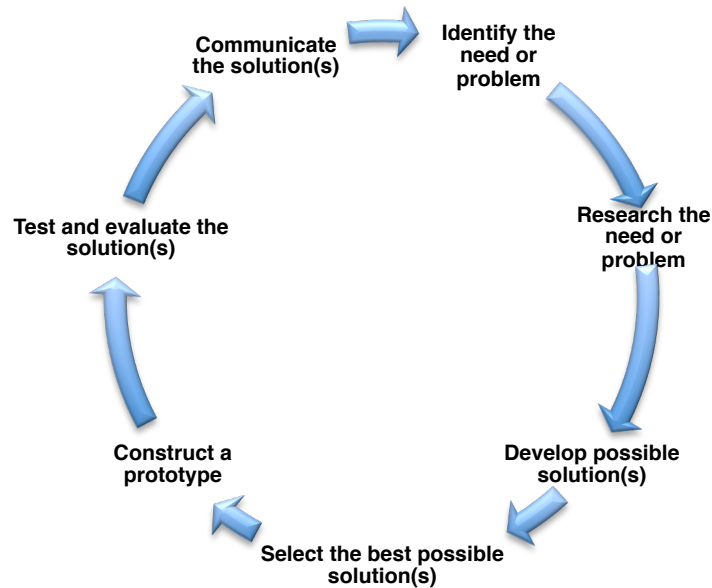 Identify the
need or
problem
Research the
need or
problem
Develop possible
solution(s)
Select the best possible
solution(s)
Construct a
prototype
Test and evaluate the
solution(s)
Communicate
the solution(s)